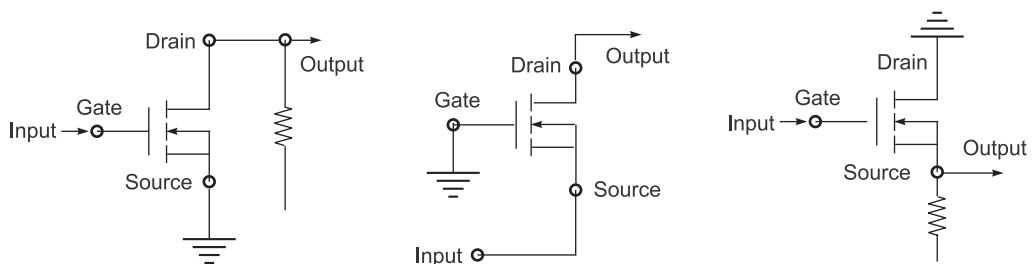 Drain
Output
Gate
Input
Source
Drain
Output
Gate
Source
Input
Drain
Gate
Input
Output
Source